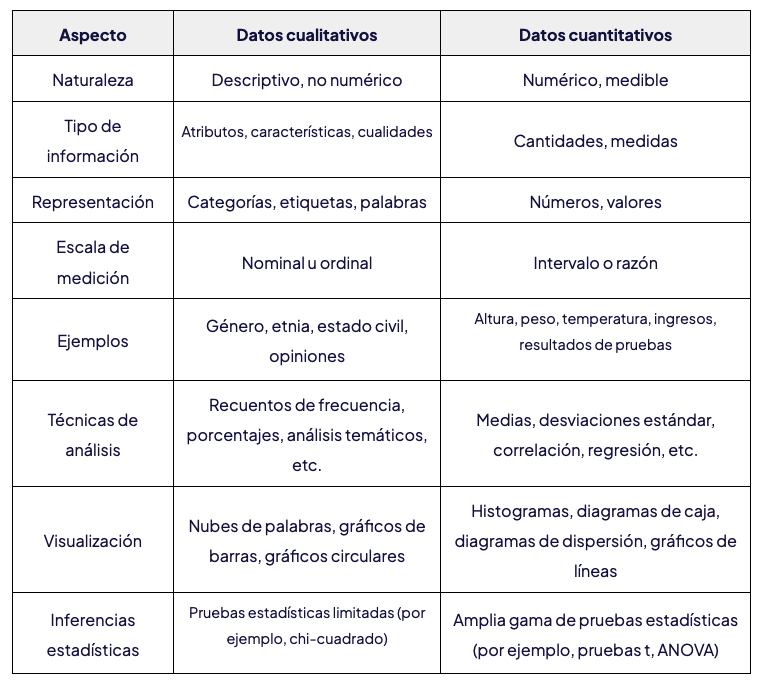 Aspecto
Datos cualitativos
Datos cuantitativos
Naturaleza
Descriptivo, no numérico
Numérico, medible
Tipo de
información
Atributos, características, cualidades
Cantidades, medidas
Representación
Categorías, etiquetas, palabras
Números, valores
Escala de
medición
Nominal u ordinal
Intervalo o razón
Ejemplos
Género, etnia, estado civil,
opiniones
Altura, peso, temperatura, ingresos,
resultados de pruebas
Técnicas de
análisis
Recuentos de frecuencia,
porcentajes, análisis temáticos,
etc.
Medias, desviaciones estándar,
correlación, regresión, etc.
Visualización
Nubes de palabras, gráficos de
barras, gráficos circulares
Histogramas, diagramas de caja,
diagramas de dispersión, gráficos de
líneas
Inferencias
estadísticas
Pruebas estadísticas limitadas (por
ejemplo, chi-cuadrado)
Amplia gama de pruebas estadísticas
(por ejemplo, pruebas t, ANOVA)